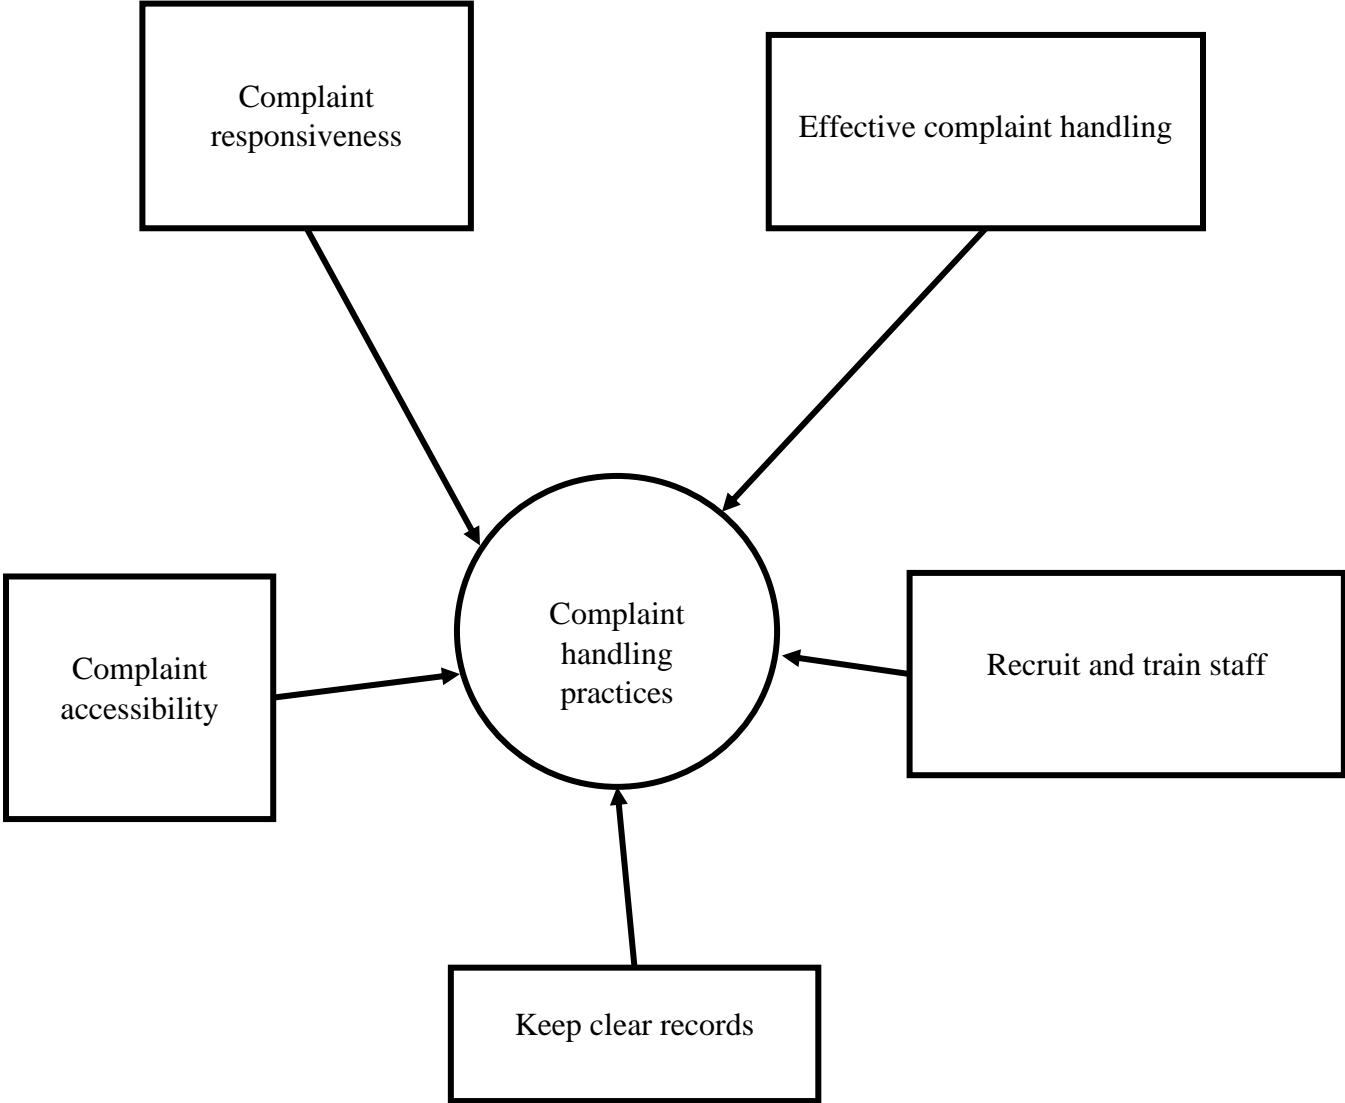 Complaint
responsiveness
Effective complaint handling
Complaint
handling
practices
Complaint
accessibility
Recruit and train staff
Keep clear records